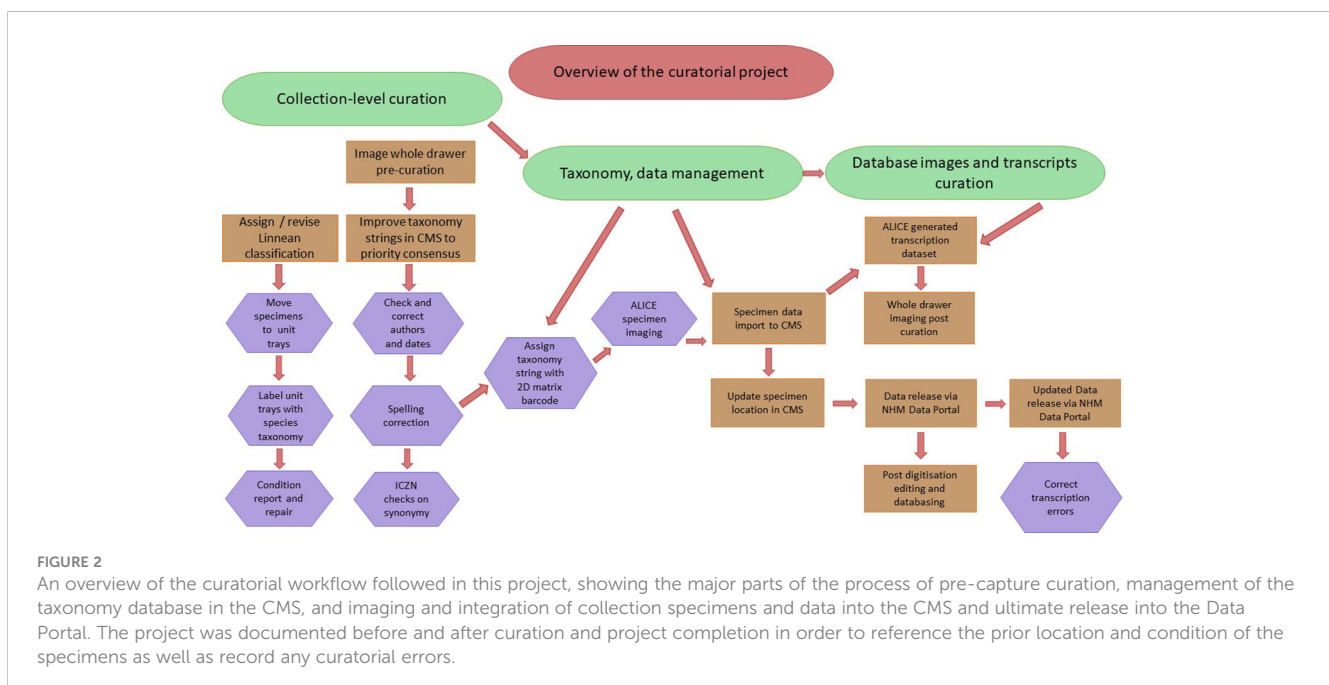 Overview of the curatorial project
Collection-level curation
Image whole drawer
pre-curation
Taxonomy, data management
Database images and transcripts
curation
Assign / revise
Linnean
classification
Improve taxonomy
strings in CMS to
priority consensus
ALICE generated
transcription
dataset
Move
specimens
to unit
trays
Check and
correct
authors
and dates
ALICE
specimen
imaging
Specimen data
import to CMS
Whole drawer
imaging post
curation
Assign
taxonomy
string with
2D matrix
barcode
Label unit
trays with
species
taxonomy
Spelling
correction
Update specimen
location in CMS
Data release via
NHM Data Portal
Updated Data
release via NHM
Data Portal
Condition
report and
repair
ICZN
checks on
synonymy
Post digitisation
editing and
databasing
Correct
transcription
errors
FIGURE 2
An overview of the curatorial workflow followed in this project, showing the major parts of the process of pre-capture curation, management of the
taxonomy database in the CMS, and imaging and integration of collection specimens and data into the CMS and ultimate release into the Data
Portal. The project was documented before and after curation and project completion in order to reference the prior location and condition of the
specimens as well as record any curatorial errors.